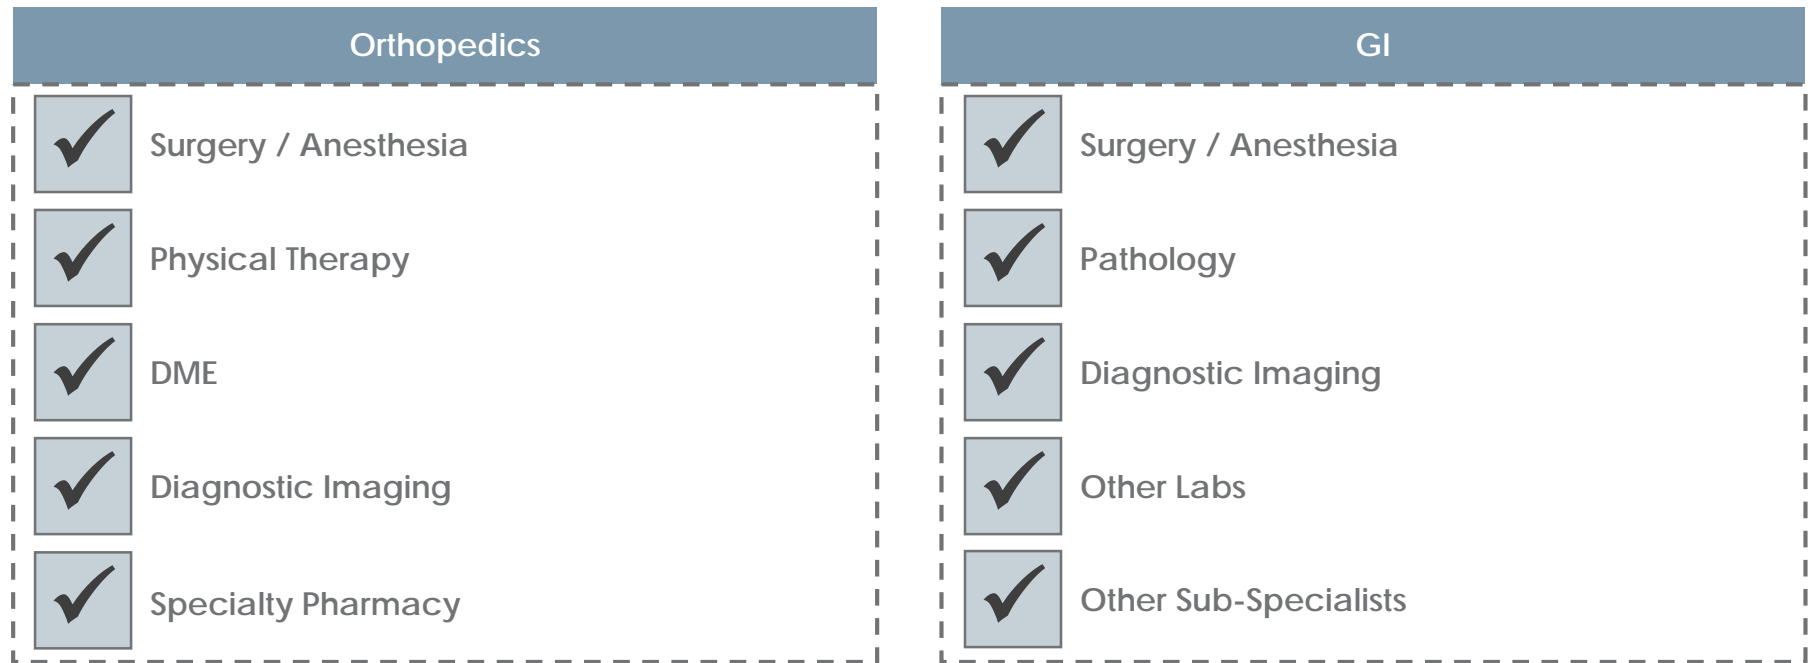 Orthopedics
Surgery / Anesthesia
Physical Therapy
DME
Diagnostic Imaging
Specialty Pharmacy
GI
Surgery / Anesthesia
Pathology
Diagnostic Imaging
Other Labs
Other Sub-Specialists